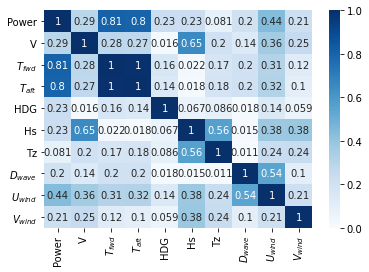 Power 1 0.29 0.81 0.8 0.23 0.23 0.081 0.2 0.44 0.21
V 0.29 1 0.28 0.27 0.016 0.65 0.2 0.14 0.36 0.25
T_fwd 0.81 0.28 1 1 0.16 0.022 0.17 0.2 0.31 0.12
T_aft 0.8 0.27 1 1 0.14 0.018 0.18 0.2 0.32 0.1
HDG 0.23 0.016 0.16 0.14 1 0.067 0.086 0.018 0.14 0.059
Hs 0.23 0.65 0.022 0.018 0.067 1 0.56 0.015 0.38 0.38
Tz 0.081 0.2 0.17 0.18 0.086 0.56 1 0.011 0.24 0.24
D_wave 0.2 0.14 0.2 0.2 0.018 0.015 0.011 1 0.54 0.1
U_wind 0.44 0.36 0.31 0.32 0.14 0.38 0.24 0.54 1 0.21
V_wind 0.21 0.25 0.12 0.1 0.059 0.38 0.24 0.1 0.21 1
Power V T_fwd T_aft HDG Hs Tz D_wave U_wind V_wind
1.0
0.8
0.6
0.4
0.2
0.0